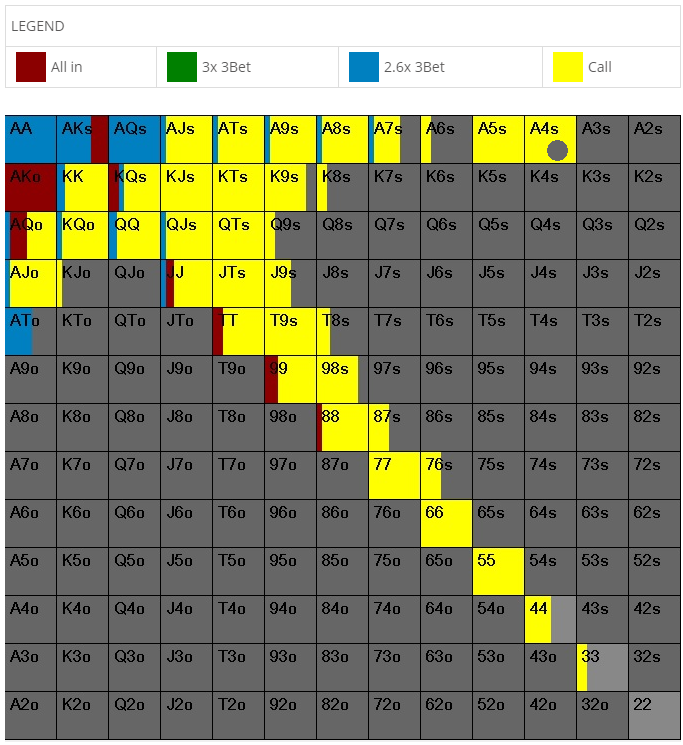 LEGEND
All in 3x 3Bet 2.6x 3Bet Call
AA AKs AQs AJs ATs A9s A8s A7s A6s A5s A4s A3s A2s
AKo KK KQs KJs KTs K9s K8s K7s K6s K5s K4s K3s K2s
AQo KQo QQ QJs QTs Q9s Q8s Q7s Q6s Q5s Q4s Q3s Q2s
AJo KJo QJo JJ JTs J9s J8s J7s J6s J5s J4s J3s J2s
ATo KTo QTo JTo TT T9s T8s T7s T6s T5s T4s T3s T2s
A9o K9o Q9o J9o T9o 99 98s 97s 96s 95s 94s 93s 92s
A8o K8o Q8o J8o T8o 98o 88 87s 86s 85s 84s 83s 82s
A7o K7o Q7o J7o T7o 97o 87o 77 76s 75s 74s 73s 72s
A6o K6o Q6o J6o T6o 96o 86o 76o 66 65s 64s 63s 62s
A5o K5o Q5o J5o T5o 95o 85o 75o 65o 55 54s 53s 52s
A4o K4o Q4o J4o T4o 94o 84o 74o 64o 54o 44 43s 42s
A3o K3o Q3o J3o T3o 93o 83o 73o 63o 53o 43o 33 32s
A2o K2o Q2o J2o T2o 92o 82o 72o 62o 52o 42o 32o 22